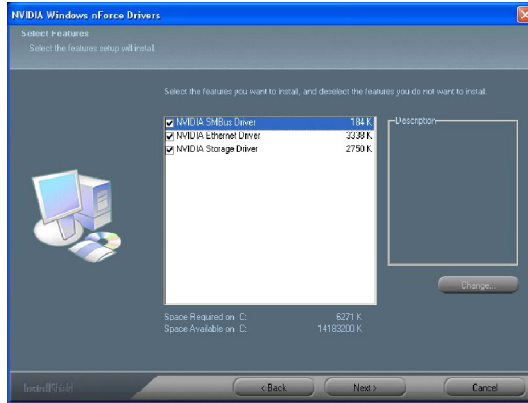 NVIDIA Windows nForce Drivers
Select Features
Select the features setup will install.
Select the features you want to install, and deselect the features you do not want to install.
NVIDIA SMBus Driver 184 K
NVIDIA Ethernet Driver 3338 K
NVIDIA Storage Driver 2750 K
Description
Change...
Space Required on C: 6271 K
Space Available on C: 14183200 K
InstallShield
< Back
Next >
Cancel